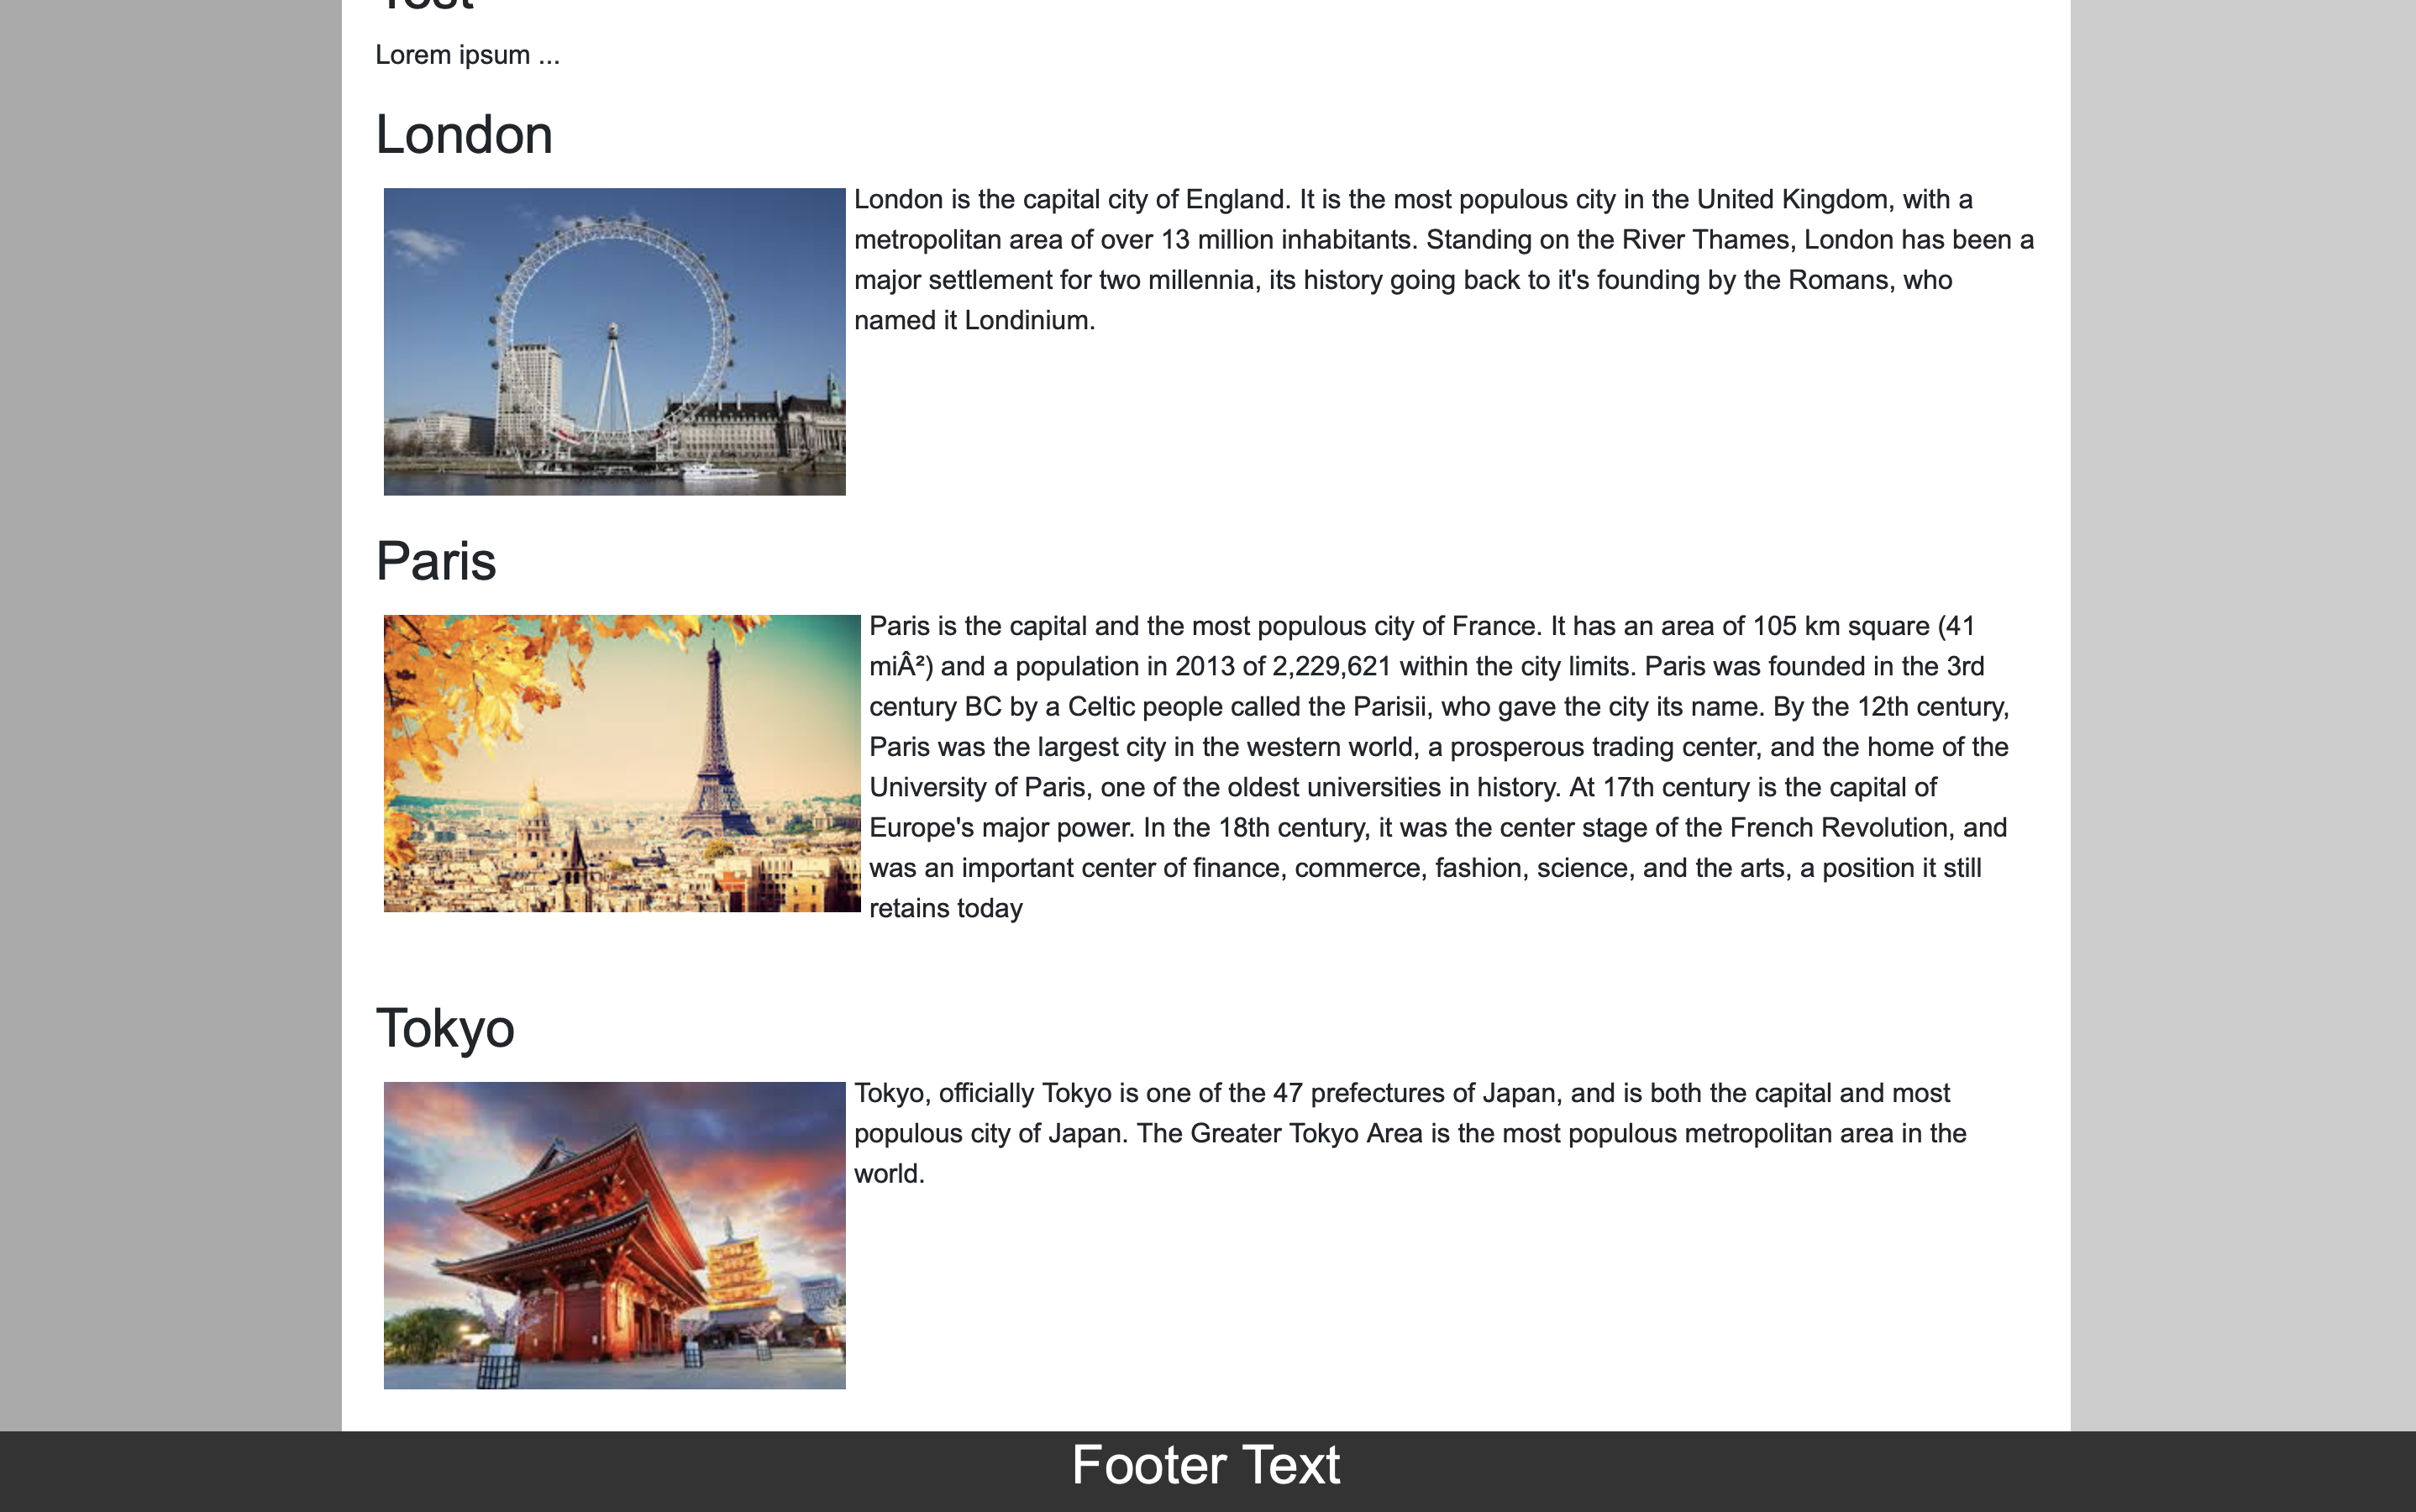 Lorem ipsum ...
London
London is the capital city of England. It is the most populous city in the United Kingdom, with a
metropolitan area of over 13 million inhabitants. Standing on the River Thames, London has been a
major settlement for two millennia, its history going back to it's founding by the Romans, who
named it Londinium.
Paris
Paris is the capital and the most populous city of France. It has an area of 105 km square (41
miÂ²) and a population in 2013 of 2,229,621 within the city limits. Paris was founded in the 3rd
century BC by a Celtic people called the Parisii, who gave the city its name. By the 12th century,
Paris was the largest city in the western world, a prosperous trading center, and the home of the
University of Paris, one of the oldest universities in history. At 17th century is the capital of
Europe's major power. In the 18th century, it was the center stage of the French Revolution, and
was an important center of finance, commerce, fashion, science, and the arts, a position it still
retains today
Tokyo
Tokyo, officially Tokyo is one of the 47 prefectures of Japan, and is both the capital and most
populous city of Japan. The Greater Tokyo Area is the most populous metropolitan area in the
world.
Footer Text